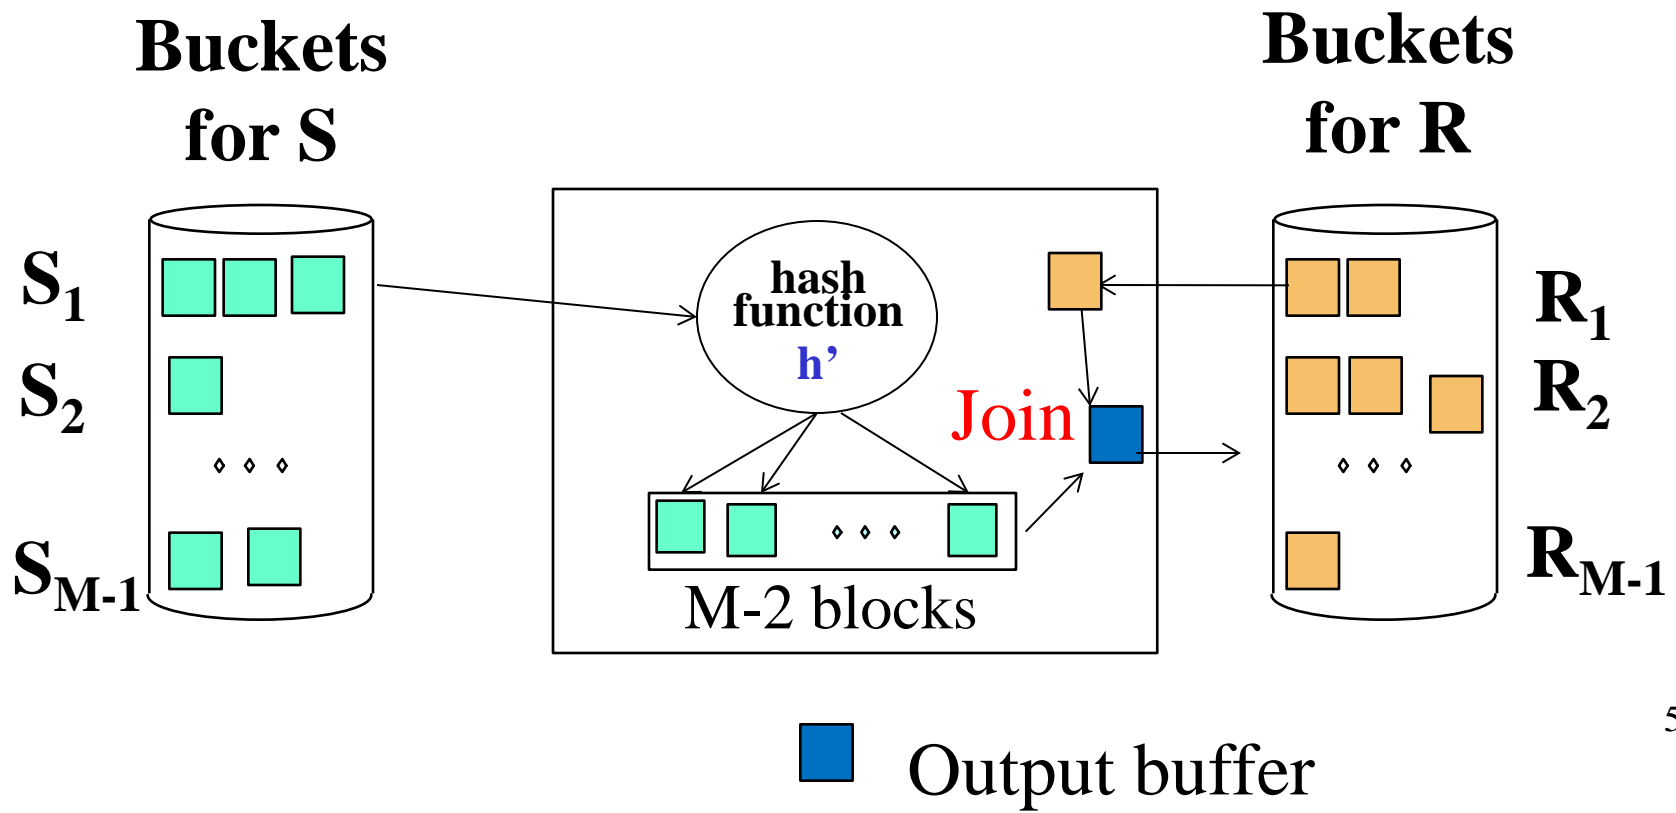 Buckets
for S
Buckets
for R
S1
S2
SM-1
hash
function
h’
Join
M-2 blocks
R1
R2
RM-1
5
Output buffer